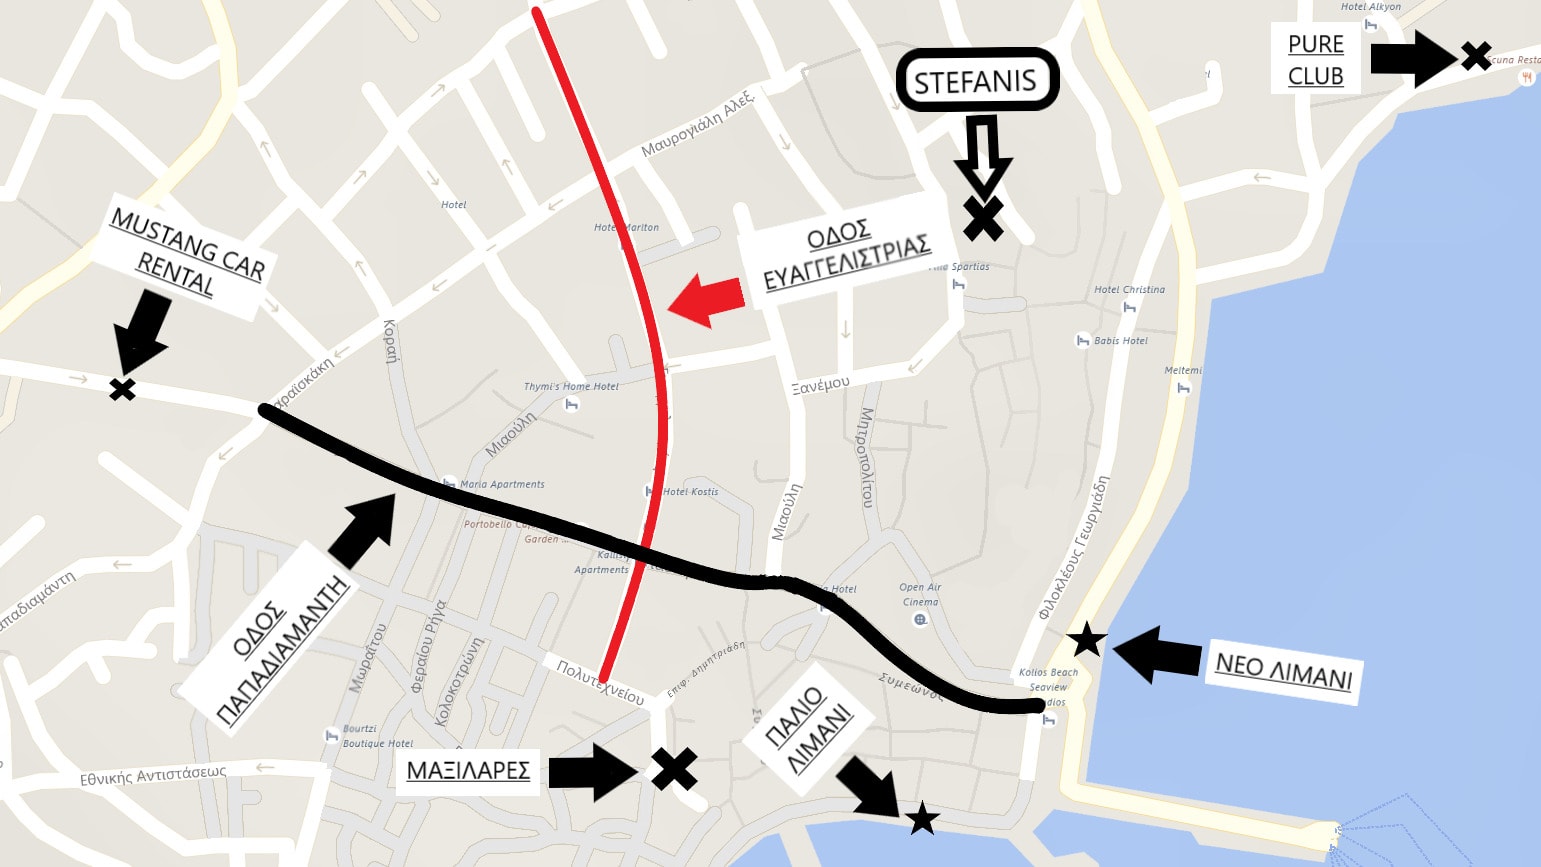 Hotel Alkyon
PURE
CLUB
Scuna Resta
STEFANIS
Μαυρογιάλη Αλεξ.
Hotel
MUSTANG CAR
RENTAL
Hotel Marlton
ΟΔΟΣ
ΕΥΑΓΓΕΛΙΣΤΡΙΑΣ
Villa Spartias
Hotel Christina
Babis Hotel
Κοραή
Καραϊσκάκη
Thymi's Home Hotel
Ξανέμου
Meltemi
Μιαούλη
Μητροπολίτου
Maria Apartments
Hotel Kostis
Portobello
Garden ...
Μιαούλη
Φιλοκλέους Γεωργιάδη
Apartments
Hotel
Open Air
Cinema
Παπαδιαμάντη
ΟΔΟΣ
ΠΑΠΑΔΙΑΜΑΝΤΗ
Μωραΐτου
Φεραίου Ρήγα
Κολοκοτρώνη
Πολυτεχνείου
Επιφ. Δημητριάδη
Συμεώνος
Kolios Beach
Seaview
ΝΕΟ ΛΙΜΑΝΙ
ΠΑΛΙΟ
ΛΙΜΑΝΙ
Bourtzi
Boutique Hotel
ΜΑΞΙΛΑΡΕΣ
Εθνικής Αντιστάσεως